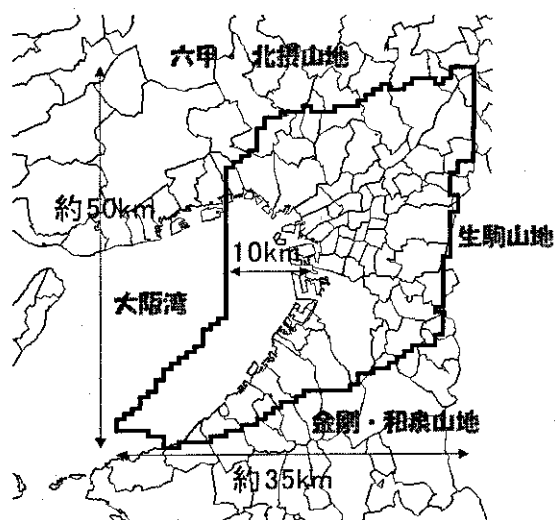 六甲・北摂山地
約50km
10km
生駒山地
大阪湾
金剛・和泉山地
約35km